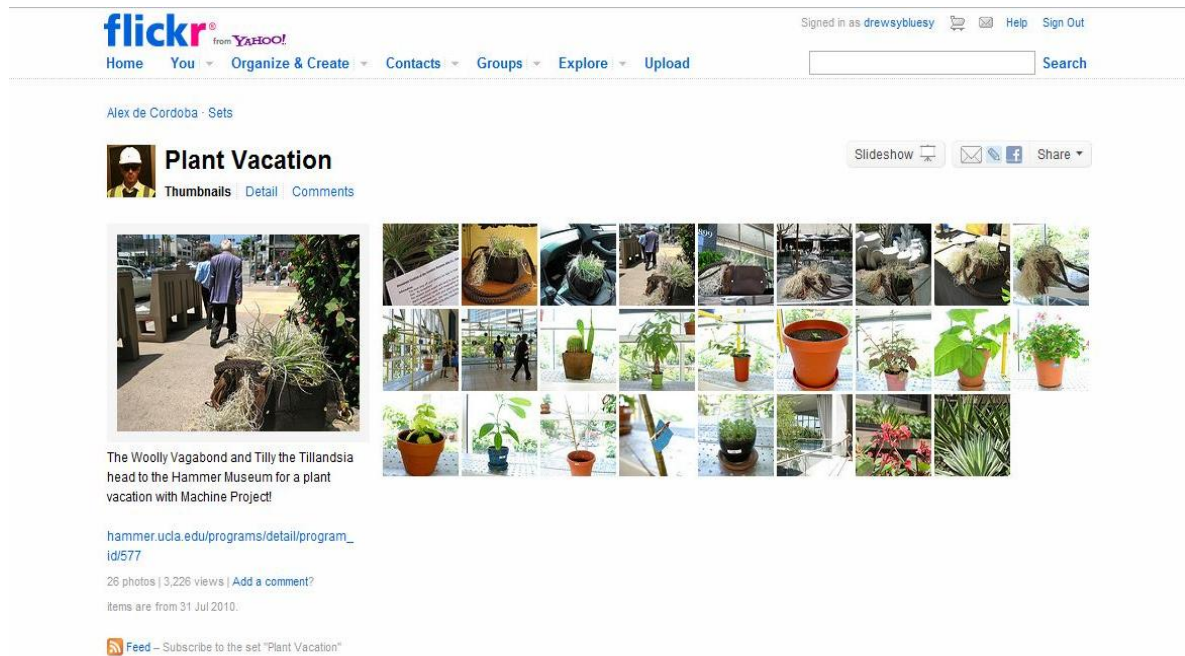 flickr® from YAHOO!
Signed in as drewsybluesy Help Sign Out
Home You Organize & Create Contacts Groups Explore Upload Search
Alex de Cordoba · Sets
Plant Vacation
Slideshow Share
Thumbnails Detail Comments
899
The Woolly Vagabond and Tilly the Tillandsia
head to the Hammer Museum for a plant
vacation with Machine Project!
hammer.ucla.edu/programs/detail/program_
id/577
26 photos | 3,226 views | Add a comment?
items are from 31 Jul 2010.
Feed – Subscribe to the set "Plant Vacation"